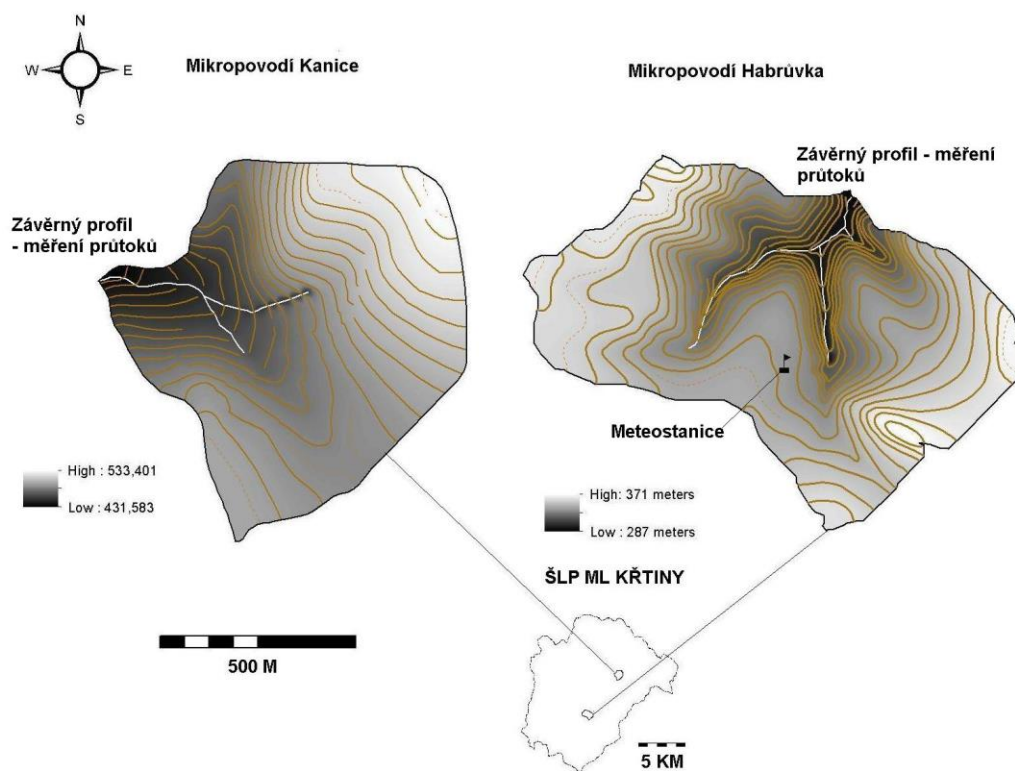 N
W
E
S
Mikropovodí Kanice
Mikropovodí Habrůvka
Závěrný profil
- měření průtoků
Závěrný profil - měření
průtoků
Meteostanice
High : 533,401
Low : 431,583
High: 371 meters
Low : 287 meters
ŠLP ML KŘTINY
500 M
5 KM